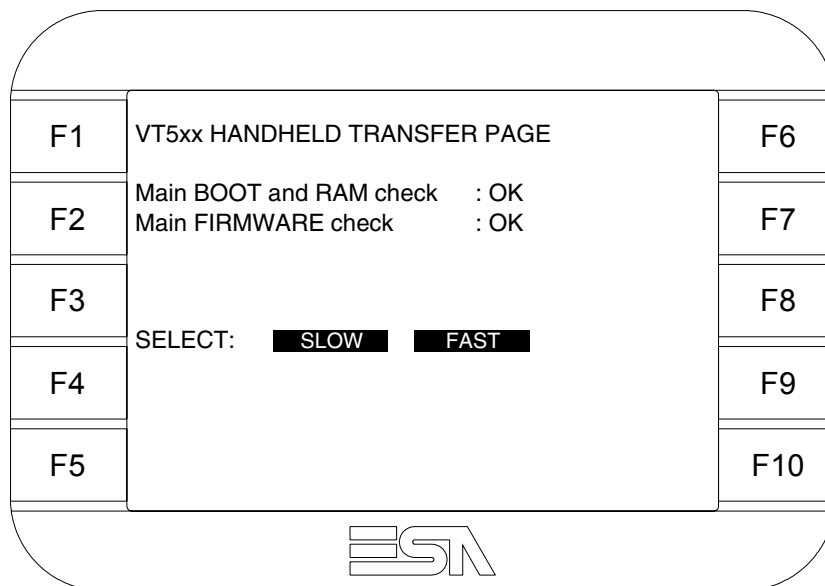 F1
F2
F3
F4
F5
VT5xx HANDHELD TRANSFER PAGE
Main BOOT and RAM check : OK
Main FIRMWARE check : OK
SELECT: SLOW FAST
F6
F7
F8
F9
F10
ESA